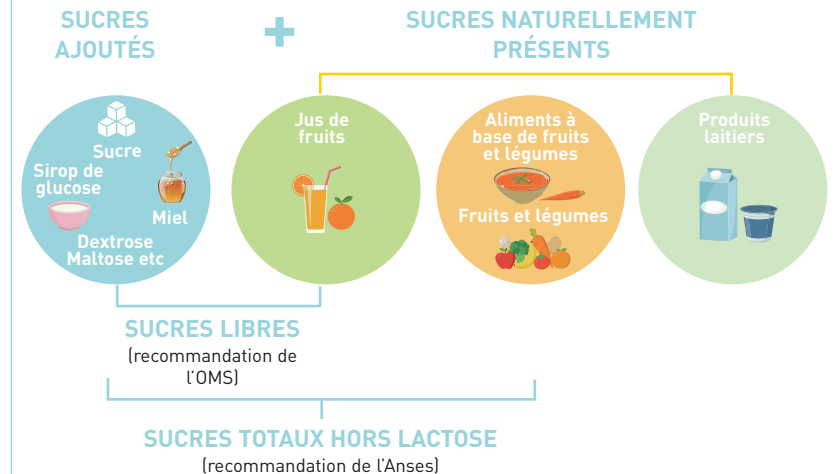 SUCRES
AJOUTÉS
+
SUCRES NATURELLEMENT
PRÉSENTS
Sucre
Sirop de
glucose
Miel
Dextrose
Maltose etc
Jus de
fruits
Aliments à
base de fruits
et légumes
Fruits et légumes
Produits
laitiers
SUCRES LIBRES
(recommandation de
l’OMS)
SUCRES TOTAUX HORS LACTOSE
(recommandation de l’Anses)